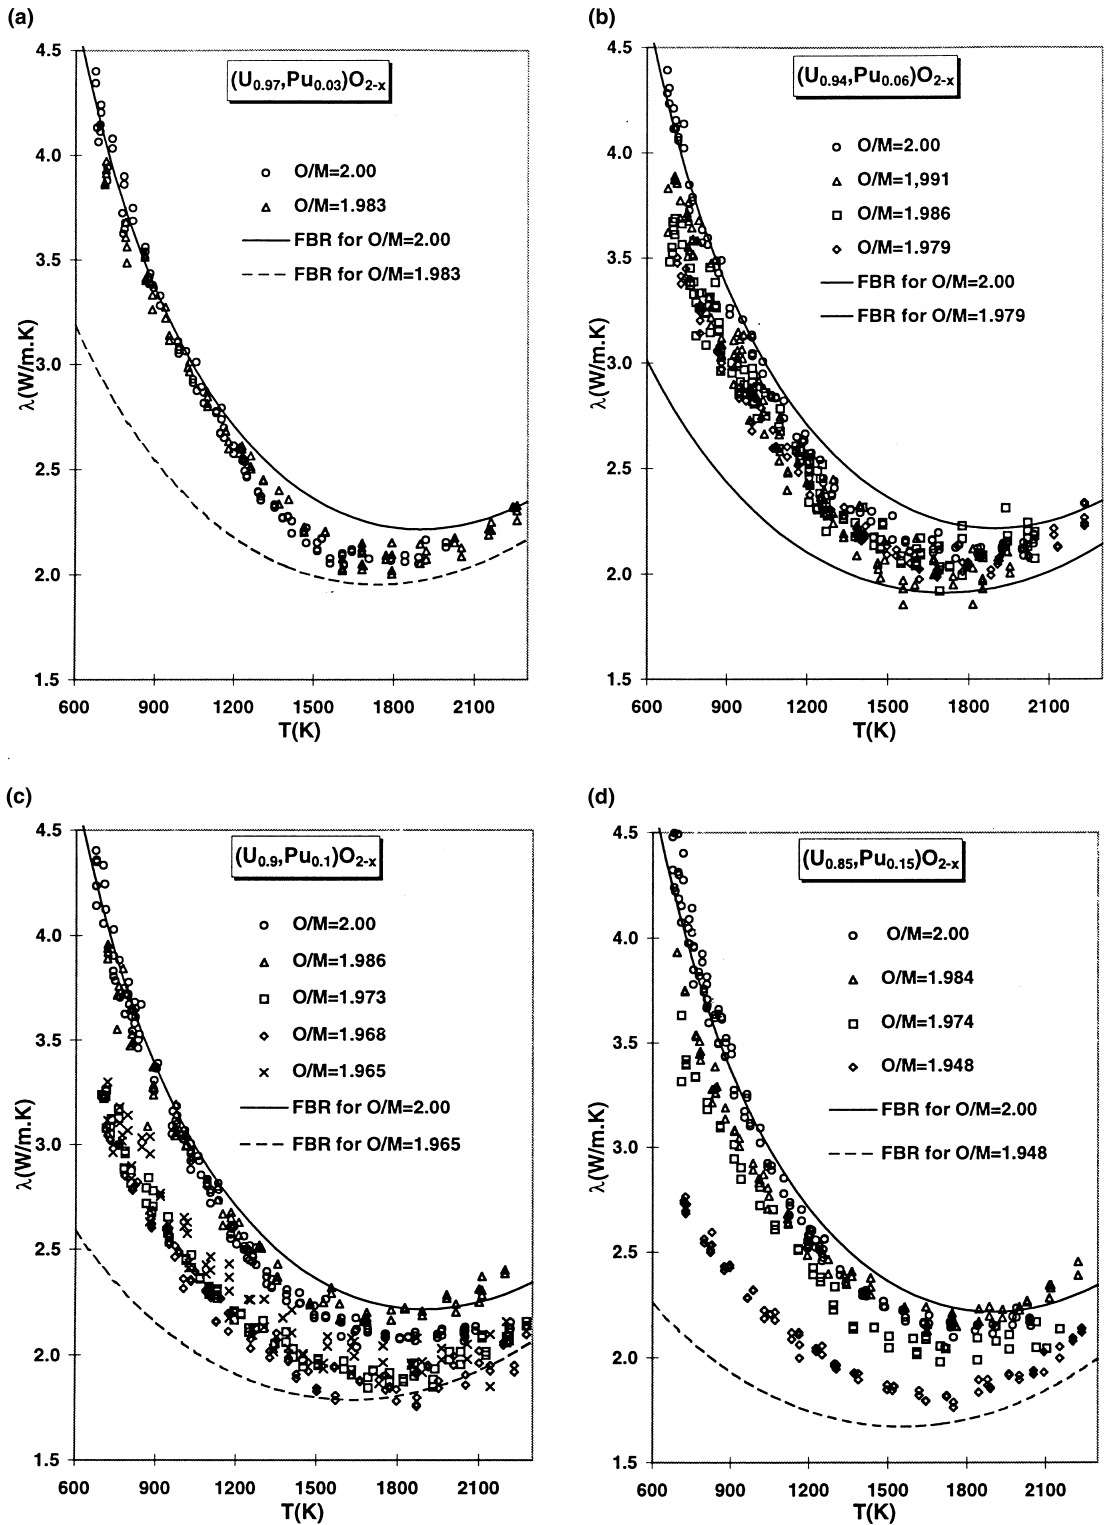 (a)
(U0.97,Pu0.03)O2-x
O/M=2.00
O/M=1.983
FBR for O/M=2.00
FBR for O/M=1.983
4.5
4.0
3.5
3.0
2.5
2.0
1.5
λ(W/m.K)
600 900 1200 1500 1800 2100
T(K)
(b)
(U0.94,Pu0.06)O2-x
O/M=2.00
O/M=1,991
O/M=1.986
O/M=1.979
FBR for O/M=2.00
FBR for O/M=1.979
4.5
4.0
3.5
3.0
2.5
2.0
1.5
λ(W/m.K)
600 900 1200 1500 1800 2100
T(K)
(c)
(U0.9,Pu0.1)O2-x
O/M=2.00
O/M=1.986
O/M=1.973
O/M=1.968
O/M=1.965
FBR for O/M=2.00
FBR for O/M=1.965
4.5
4.0
3.5
3.0
2.5
2.0
1.5
λ(W/m.K)
600 900 1200 1500 1800 2100
T(K)
(d)
(U0.85,Pu0.15)O2-x
O/M=2.00
O/M=1.984
O/M=1.974
O/M=1.948
FBR for O/M=2.00
FBR for O/M=1.948
4.5
4.0
3.5
3.0
2.5
2.0
1.5
λ(W/m.K)
600 900 1200 1500 1800 2100
T(K)